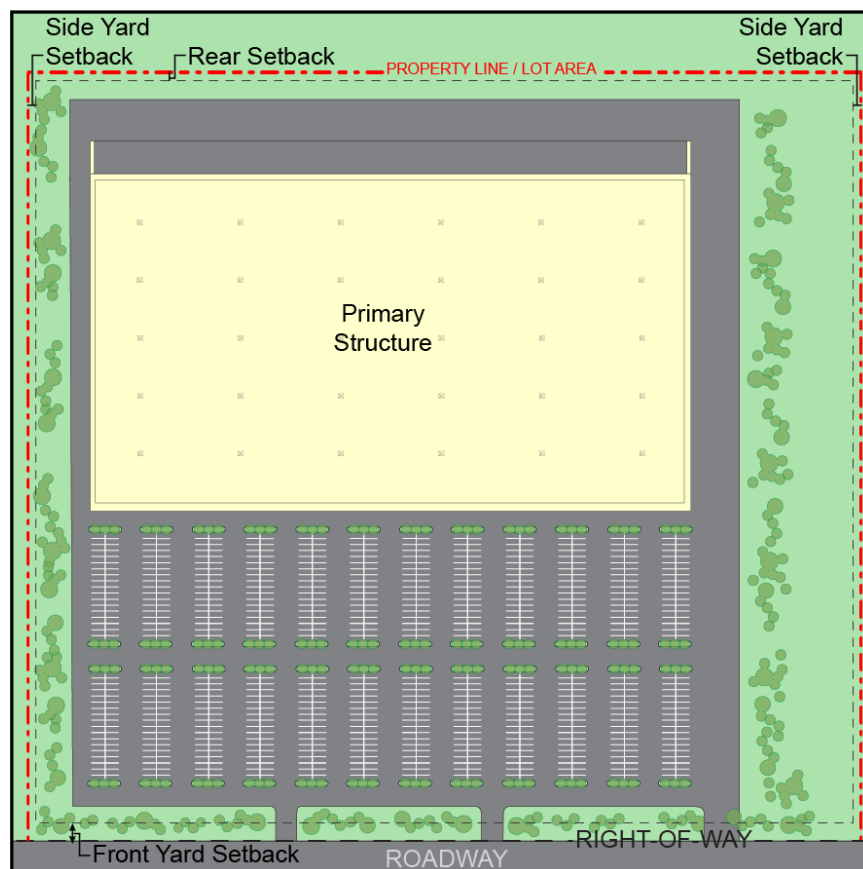 Side Yard
Setback
Rear Setback
Side Yard
Setback
PROPERTY LINE / LOT AREA
Primary
Structure
RIGHT-OF-WAY
Front Yard Setback
ROADWAY